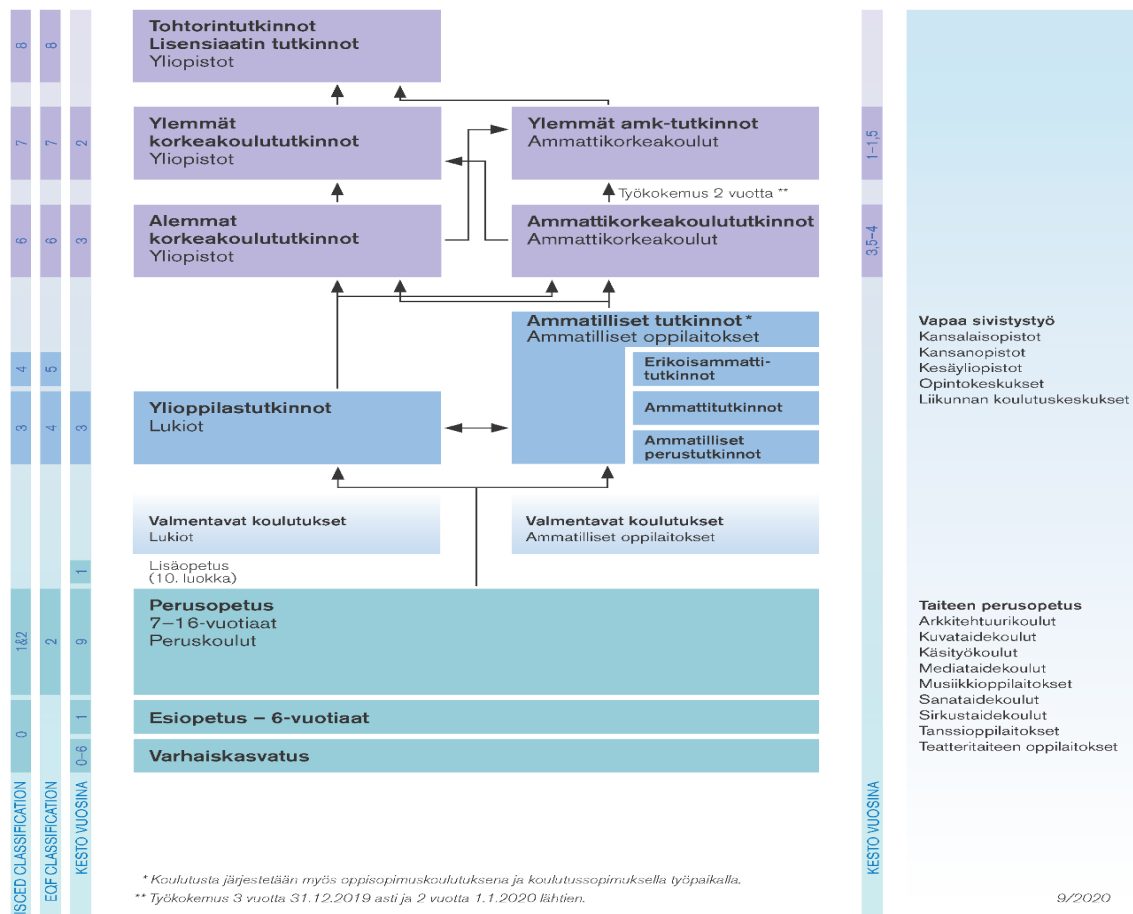 8
8
Tohtorintutkinnot
Lisensiaatin tutkinnot
Yliopistot
7
7
2
Ylemmät
korkeakoulututkinnot
Yliopistot
Ylemmät amk-tutkinnot
Ammattikorkeakoulut
1–1,5
Työkokemus 2 vuotta **
6
6
3
Alemmat
korkeakoulututkinnot
Yliopistot
Ammattikorkeakoulututkinnot
Ammattikorkeakoulut
3,5–4
Ammatilliset tutkinnot *
Ammatilliset oppilaitokset
4
5
Erikoisammatti-
tutkinnot
3
4
3
Ylioppilastutkinnot
Lukiot
Ammattitutkinnot
Ammatilliset
perustutkinnot
Valmentavat koulutukset
Lukiot
Valmentavat koulutukset
Ammatilliset oppilaitokset
1
Lisäopetus
(10. luokka)
1&2
2
9
Perusopetus
7–16-vuotiaat
Peruskoulut
0
1
Esiopetus – 6-vuotiaat
0–6
Varhaiskasvatus
ISCED CLASSIFICATION
EQF CLASSIFICATION
KESTO VUOSINA
KESTO VUOSINA
Vapaa sivistystyö
Kansalaisopistot
Kansanopistot
Kesäyliopistot
Opintokeskukset
Liikunnan koulutuskeskukset
Taiteen perusopetus
Arkkitehtuurikoulut
Kuvataidekoulut
Käsityökoulut
Mediataidekoulut
Musiikkioppilaitokset
Sanataidekoulut
Sirkustaidekoulut
Tanssioppilaitokset
Teatteritaiteen oppilaitokset
* Koulutusta järjestetään myös oppisopimuskoulutuksena ja koulutussopimuksella työpaikalla.
** Työkokemus 3 vuotta 31.12.2019 asti ja 2 vuotta 1.1.2020 lähtien.
9/2020